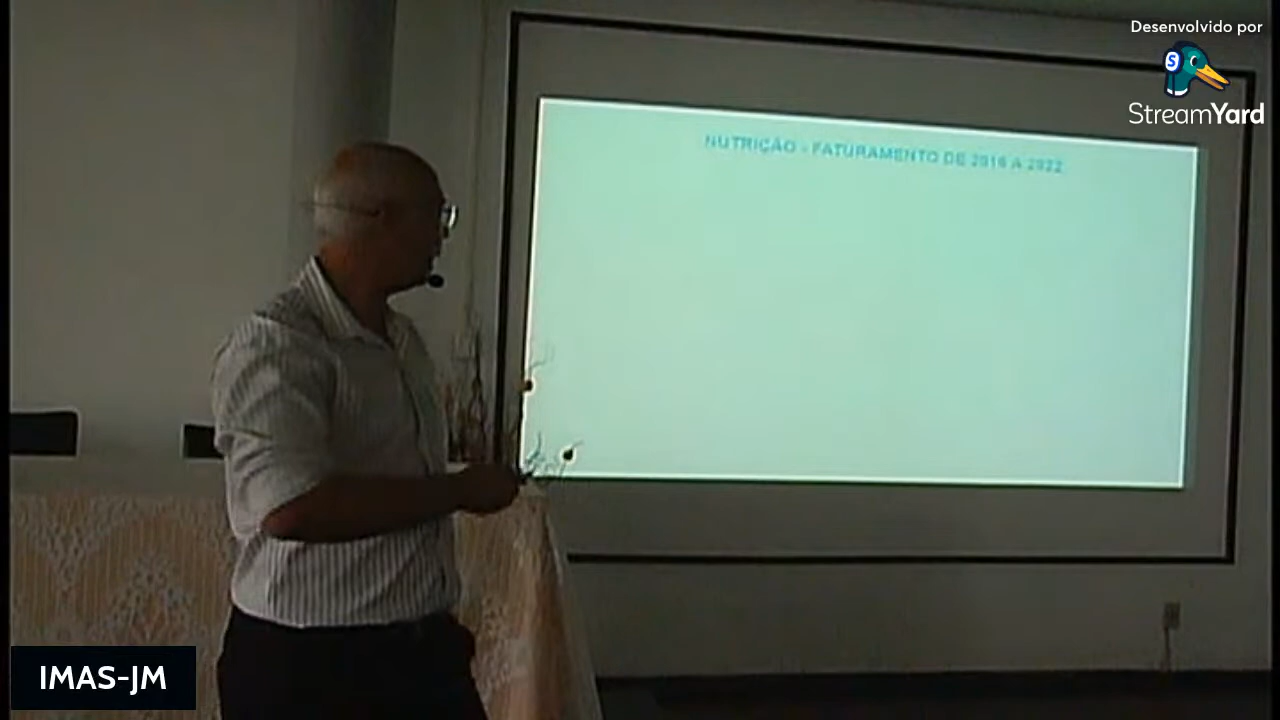 Desenvolvido por
StreamYard
NUTRIÇÃO - FATURAMENTO DE 2016 A 2022
IMAS-JM